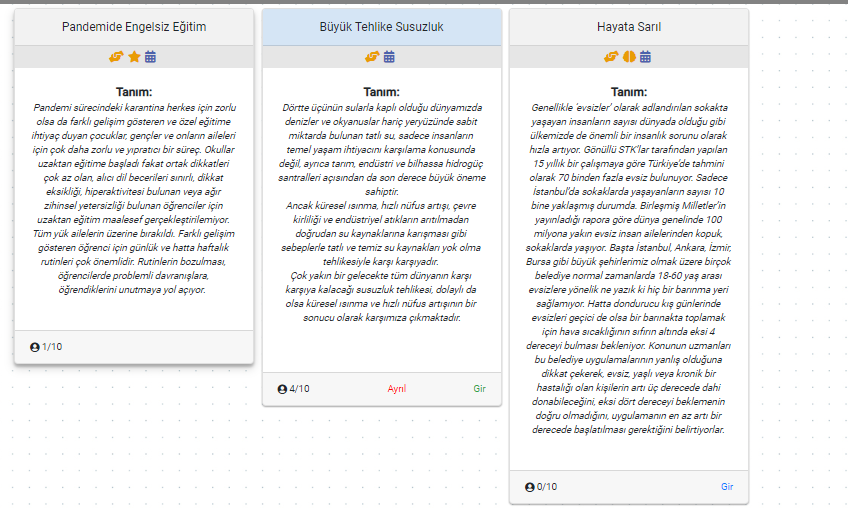 Pandemide Engelsiz Eğitim
Tanım:
Pandemi sürecindeki karantina herkes için zorlu
olsa da farklı gelişim gösteren ve özel eğitime
ihtiyaç duyan çocuklar, gençler ve onların aileleri
için çok daha zorlu ve yıpratıcı bir süreç. Okullar
uzaktan eğitime başladı fakat ortak dikkatleri
çok az olan, alıcı dil becerileri sınırlı, dikkat
eksikliği, hiperaktivitesi bulunan veya ağır
zihinsel yetersizliği bulunan öğrenciler için
uzaktan eğitim maalesef gerçekleştirilemiyor.
Tüm yük ailelerin üzerine bırakıldı. Farklı gelişim
gösteren öğrenci için günlük ve hatta haftalık
rutinleri çok önemlidir. Rutinlerin bozulması,
öğrencilerde problemli davranışlara,
öğrendiklerini unutmaya yol açıyor.
1/10
Büyük Tehlike Susuzluk
Tanım:
Dörtte üçünün sularla kaplı olduğu dünyamızda
denizler ve okyanuslar hariç yeryüzünde sabit
miktarda bulunan tatlı su, sadece insanların
temel yaşam ihtiyacını karşılama konusunda
değil, ayrıca tarım, endüstri ve bilhassa hidrogüç
santralleri açısından da son derece büyük öneme
sahiptir.
Ancak küresel ısınma, hızlı nüfus artışı, çevre
kirliliği ve endüstriyel atıkların arıtılmadan
doğrudan su kaynaklarına karışması gibi
sebeplerle tatlı ve temiz su kaynakları yok olma
tehlikesiyle karşı karşıyadır.
Çok yakın bir gelecekte tüm dünyanın karşı
karşıya kalacağı susuzluk tehlikesi, dolaylı da
olsa küresel ısınma ve hızlı nüfus artışının bir
sonucu olarak karşımıza çıkmaktadır.
4/10 Ayrıl Gir
Hayata Sarıl
Tanım:
Genellikle 'evsizler' olarak adlandırılan sokakta
yaşayan insanların sayısı dünyada olduğu gibi
ülkemizde de önemli bir insanlık sorunu olarak
hızla artıyor. Gönüllü STK'lar tarafından yapılan
15 yıllık bir çalışmaya göre Türkiye'de tahmini
olarak 70 binden fazla evsiz bulunuyor. Sadece
İstanbul'da sokaklarda yaşayanların sayısı 10
bine yaklaşmış durumda. Birleşmiş Milletler'in
yayınladığı rapora göre dünya genelinde 100
milyona yakın evsiz insan ailelerinden kopuk,
sokaklarda yaşıyor. Başta İstanbul, Ankara, İzmir,
Bursa gibi büyük şehirlerimiz olmak üzere birçok
belediye normal zamanlarda 18-60 yaş arası
evsizlere yönelik ne yazık ki hiç bir barınma yeri
sağlamıyor. Hatta dondurucu kış günlerinde
evsizleri geçici de olsa bir barınakta toplamak
için hava sıcaklığının sıfırın altında eksi 4
dereceyi bulması bekleniyor. Konunun uzmanları
bu belediye uygulamalarının yanlış olduğuna
dikkat çekerek, evsiz, yaşlı veya kronik bir
hastalığı olan kişilerin artı üç derecede dahi
donabileceğini, eksi dört dereceyi beklemenin
doğru olmadığını, uygulamanın en az artı bir
derecede başlatılması gerektiğini belirtiyorlar.
0/10 Gir